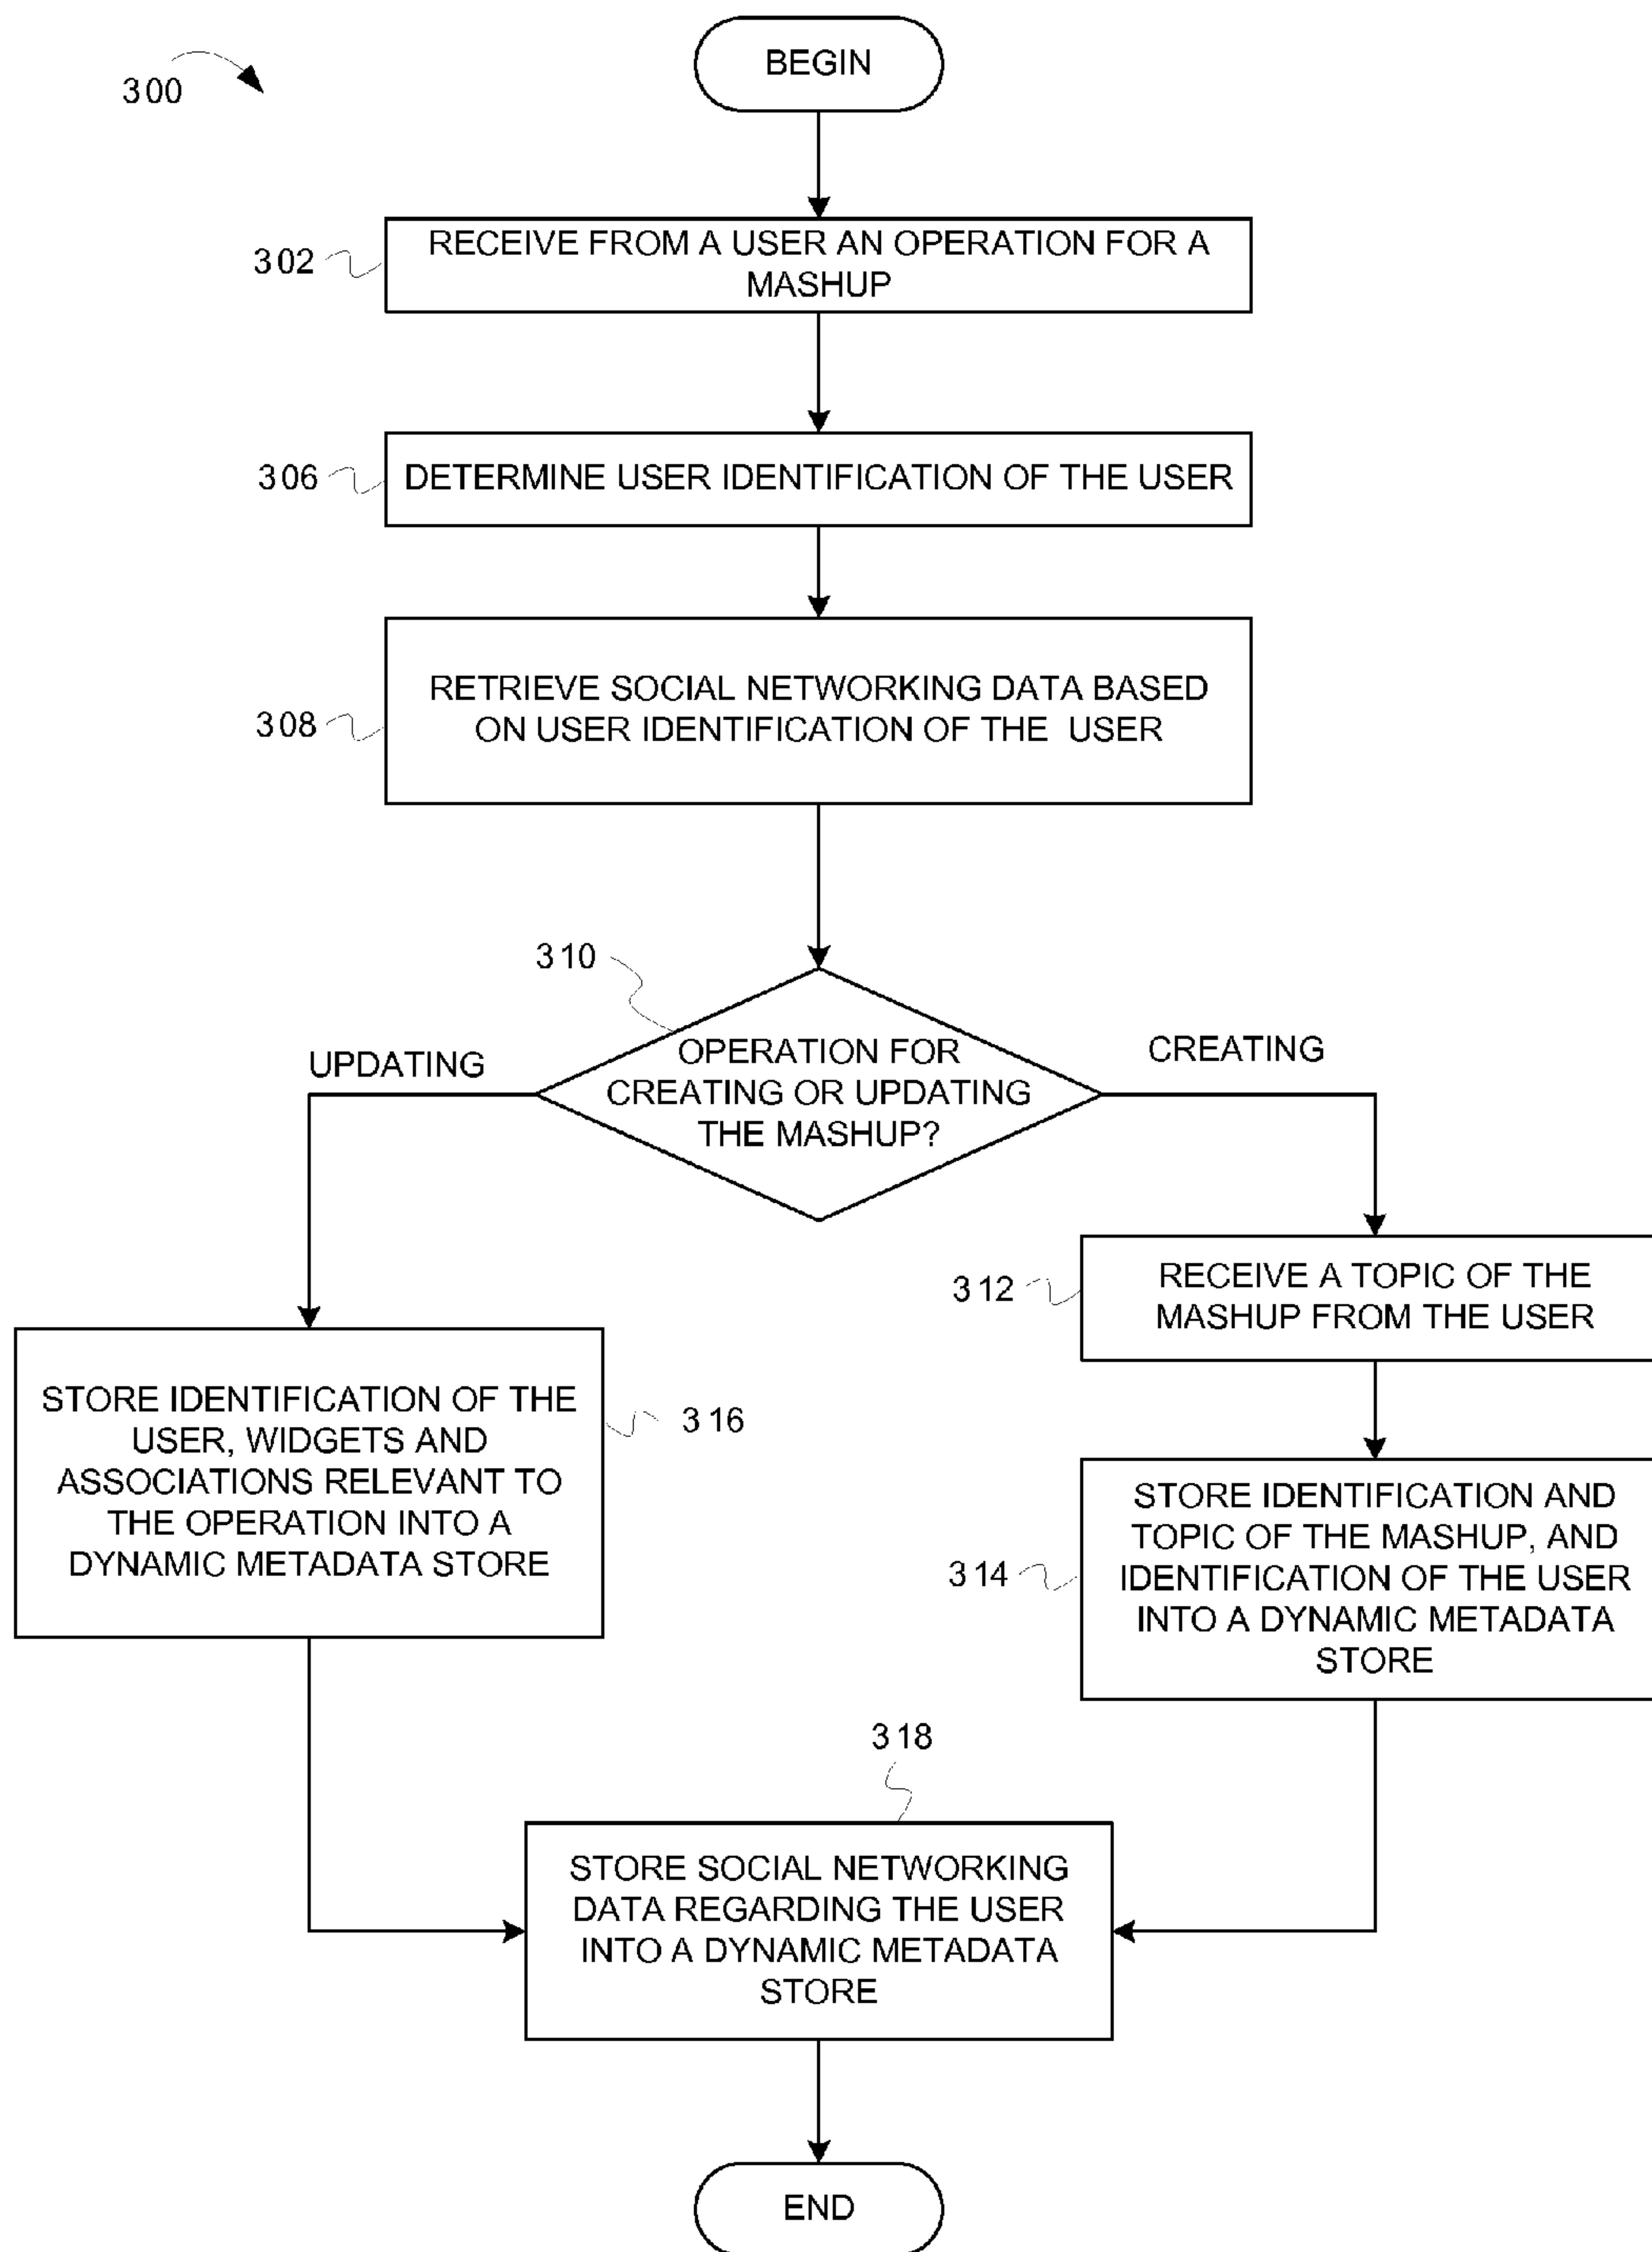 BEGIN
300
302
RECEIVE FROM A USER AN OPERATION FOR A
MASHUP
306
DETERMINE USER IDENTIFICATION OF THE USER
308
RETRIEVE SOCIAL NETWORKING DATA BASED
ON USER IDENTIFICATION OF THE USER
310
OPERATION FOR
CREATING OR UPDATING
THE MASHUP?
UPDATING
CREATING
312
RECEIVE A TOPIC OF THE
MASHUP FROM THE USER
STORE IDENTIFICATION OF THE
USER, WIDGETS AND
ASSOCIATIONS RELEVANT TO
THE OPERATION INTO A
DYNAMIC METADATA STORE
316
314
STORE IDENTIFICATION AND
TOPIC OF THE MASHUP, AND
IDENTIFICATION OF THE USER
INTO A DYNAMIC METADATA
STORE
318
STORE SOCIAL NETWORKING
DATA REGARDING THE USER
INTO A DYNAMIC METADATA
STORE
END